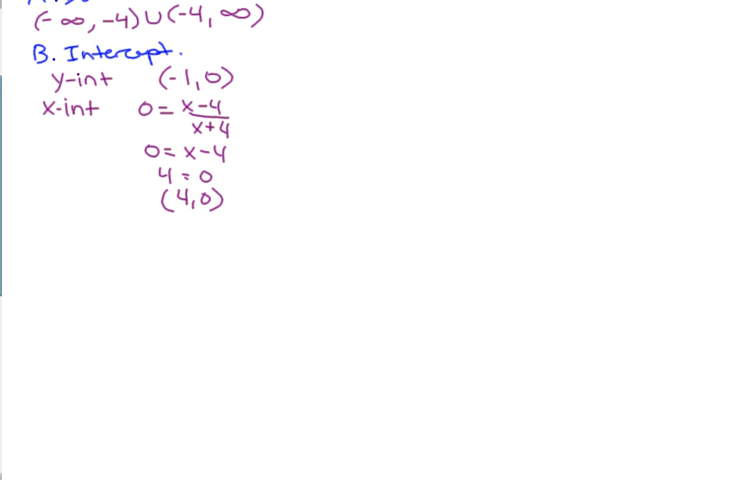 (-∞, -4) ∪ (-4, ∞)
B. Intercept.
y-int (-1, 0)
x-int 0 = x-4/x+4
0 = x-4
4 = 0
(4, 0)